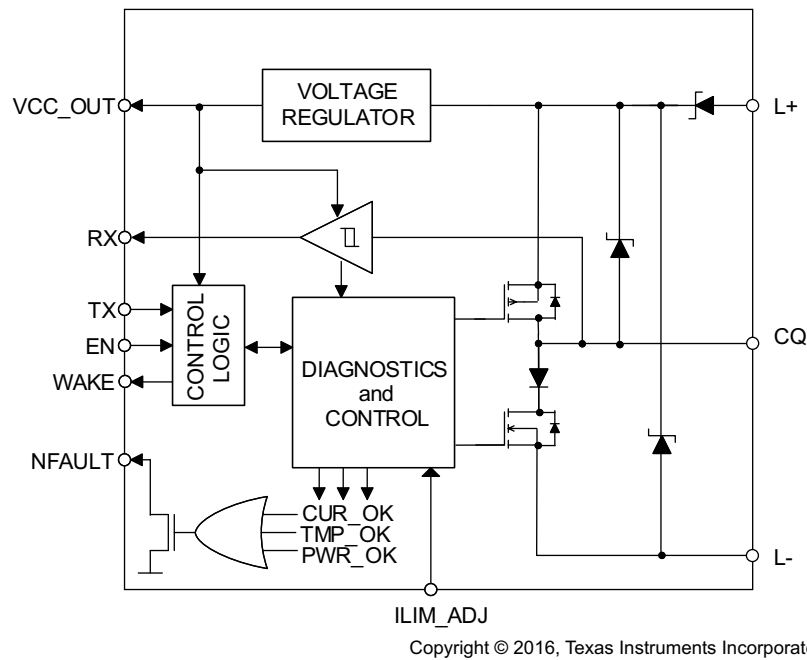 VOLTAGE
REGULATOR
VCC_OUT
L+
RX
TX
EN
WAKE
CONTROL
LOGIC
DIAGNOSTICS
and
CONTROL
CQ
NFAULT
CUR_OK
TMP_OK
PWR_OK
L-
ILIM_ADJ
Copyright © 2016, Texas Instruments Incorporat